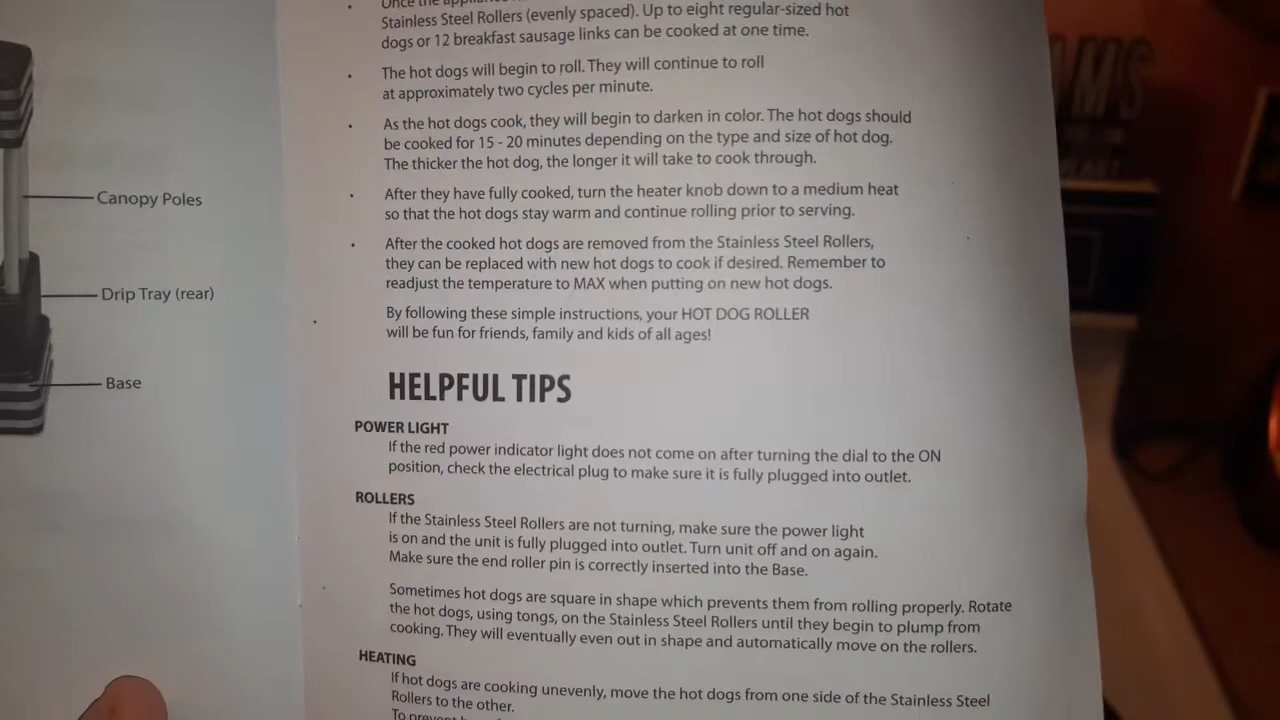 Canopy Poles
Drip Tray (rear)
Base
Once the
Stainless Steel Rollers (evenly spaced). Up to eight regular-sized hot
dogs or 12 breakfast sausage links can be cooked at one time.
• The hot dogs will begin to roll. They will continue to roll
at approximately two cycles per minute.
• As the hot dogs cook, they will begin to darken in color. The hot dogs should
be cooked for 15 - 20 minutes depending on the type and size of hot dog.
The thicker the hot dog, the longer it will take to cook through.
• After they have fully cooked, turn the heater knob down to a medium heat
so that the hot dogs stay warm and continue rolling prior to serving.
• After the cooked hot dogs are removed from the Stainless Steel Rollers,
they can be replaced with new hot dogs to cook if desired. Remember to
readjust the temperature to MAX when putting on new hot dogs.
By following these simple instructions, your HOT DOG ROLLER
will be fun for friends, family and kids of all ages!
HELPFUL TIPS
POWER LIGHT
If the red power indicator light does not come on after turning the dial to the ON
position, check the electrical plug to make sure it is fully plugged into outlet.
ROLLERS
If the Stainless Steel Rollers are not turning, make sure the power light
is on and the unit is fully plugged into outlet. Turn unit off and on again.
Make sure the end roller pin is correctly inserted into the Base.
Sometimes hot dogs are square in shape which prevents them from rolling properly. Rotate
the hot dogs, using tongs, on the Stainless Steel Rollers until they begin to plump from
cooking. They will eventually even out in shape and automatically move on the rollers.
HEATING
If hot dogs are cooking unevenly, move the hot dogs from one side of the Stainless Steel
Rollers to the other.
To prevent